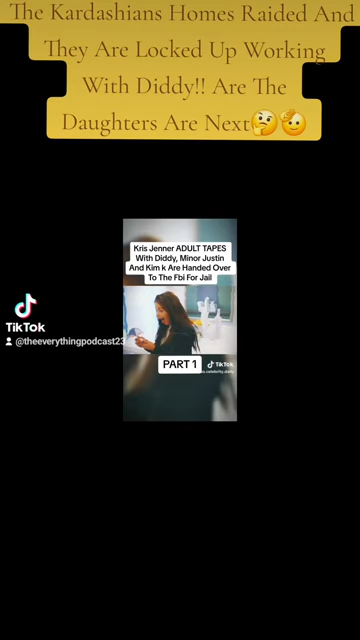 The Kardashians Homes Raided And
They Are Locked Up Working
With Diddy!! Are The
Daughters Are Next🤔🫡
Kris Jenner ADULT TAPES
With Diddy, Minor Justin
And Kim k Are Handed Over
To The Fbi For Jail
TikTok
@theeverythingpodcast23
PART 1
TikTok